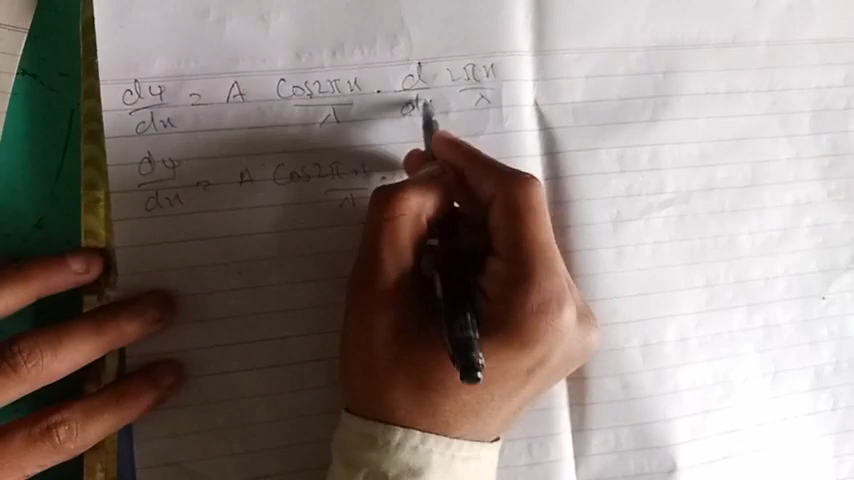 dψ/dx = A Cos2πx/λ . d/dx 2πx/λ
dψ/dx = A Cos2πx/λ .